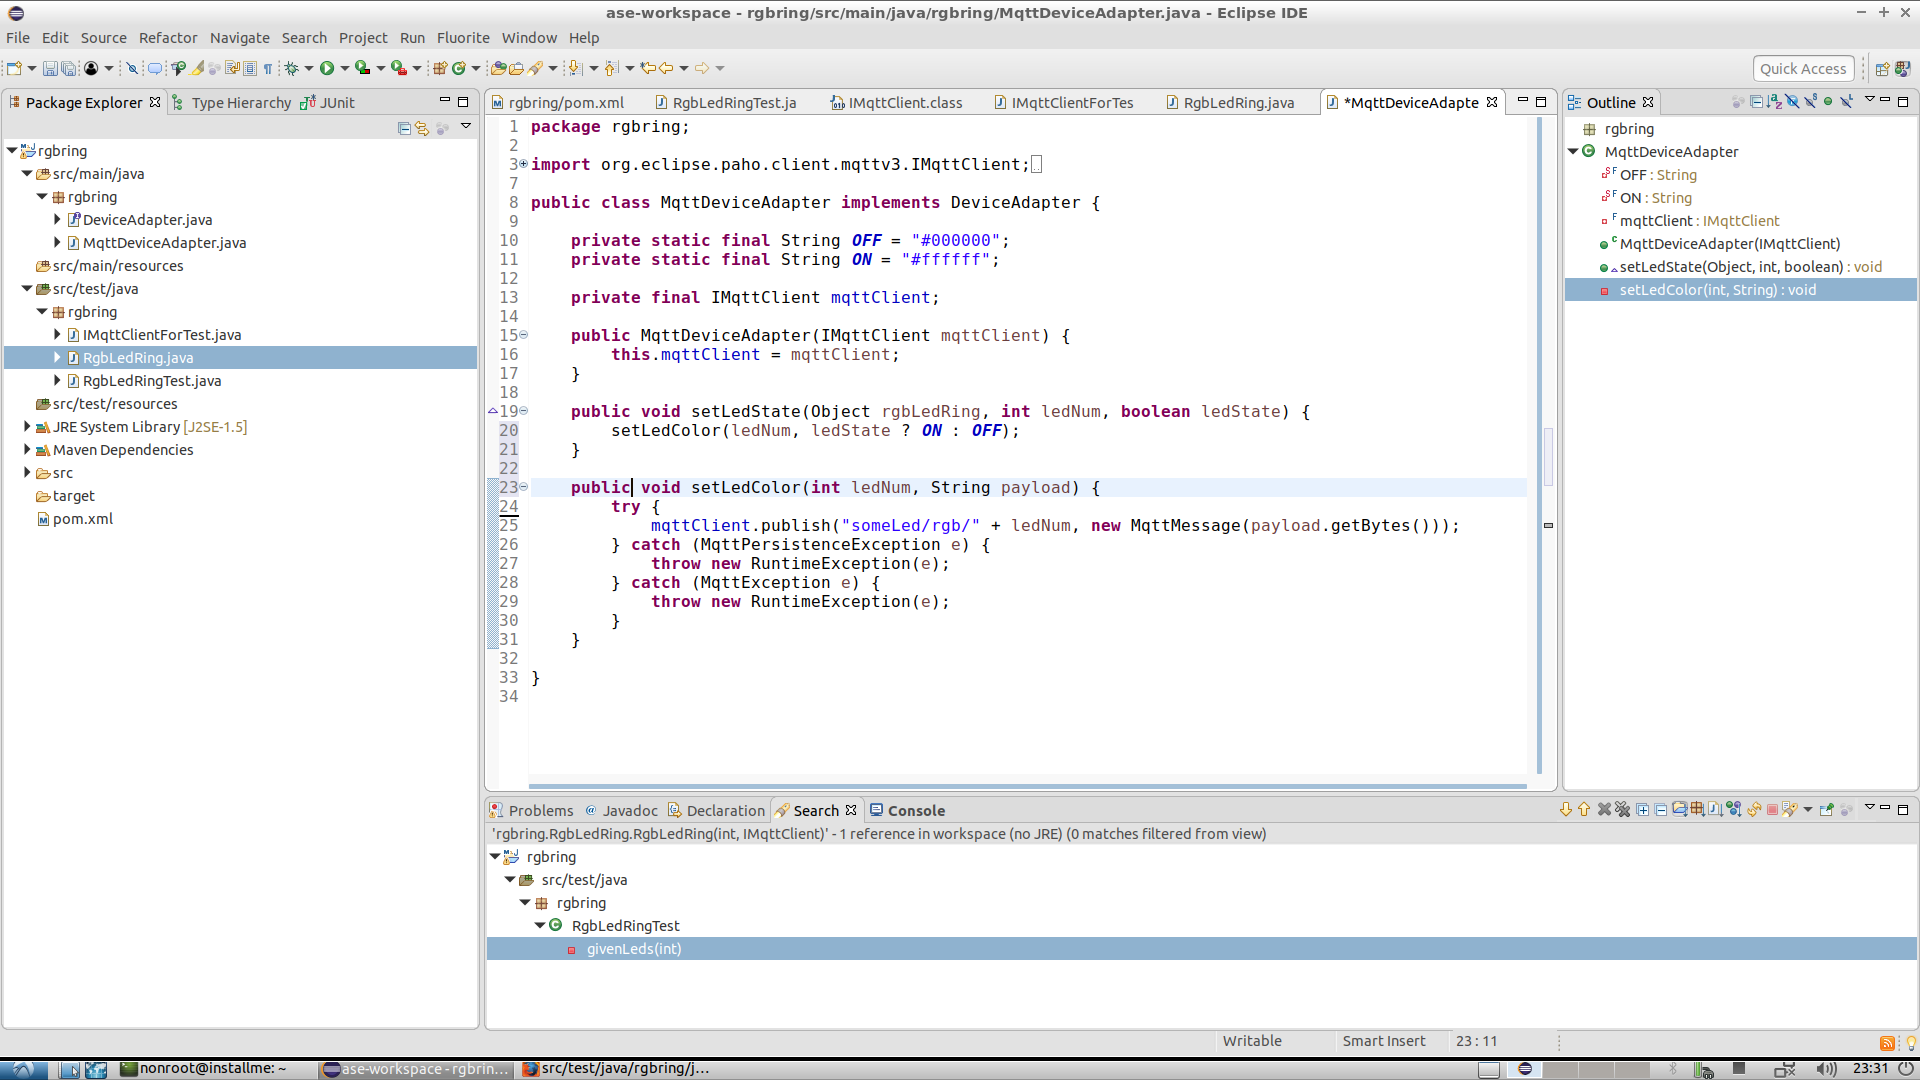 ase-workspace - rgbring/src/main/java/rgbring/MqttDeviceAdapter.java - Eclipse IDE
File Edit Source Refactor Navigate Search Project Run Fluorite Window Help
Quick Access
Package Explorer Type Hierarchy JUnit
rgbring
src/main/java
rgbring
DeviceAdapter.java
MqttDeviceAdapter.java
src/main/resources
src/test/java
rgbring
IMqttClientForTest.java
RgbLedRing.java
RgbLedRingTest.java
src/test/resources
JRE System Library [J2SE-1.5]
Maven Dependencies
src
target
pom.xml
rgbring/pom.xml RgbLedRingTest.ja IMqttClient.class IMqttClientForTes RgbLedRing.java *MqttDeviceAdapte
1 package rgbring;
2
3 import org.eclipse.paho.client.mqttv3.IMqttClient;
7
8 public class MqttDeviceAdapter implements DeviceAdapter {
9
10 private static final String OFF = "#000000";
11 private static final String ON = "#ffffff";
12
13 private final IMqttClient mqttClient;
14
15 public MqttDeviceAdapter(IMqttClient mqttClient) {
16 this.mqttClient = mqttClient;
17 }
18
19 public void setLedState(Object rgbLedRing, int ledNum, boolean ledState) {
20 setLedColor(ledNum, ledState ? ON : OFF);
21 }
22
23 public void setLedColor(int ledNum, String payload) {
24 try {
25 mqttClient.publish("someLed/rgb/" + ledNum, new MqttMessage(payload.getBytes()));
26 } catch (MqttPersistenceException e) {
27 throw new RuntimeException(e);
28 } catch (MqttException e) {
29 throw new RuntimeException(e);
30 }
31 }
32
33 }
34
Outline
rgbring
MqttDeviceAdapter
OFF : String
ON : String
mqttClient : IMqttClient
MqttDeviceAdapter(IMqttClient)
setLedState(Object, int, boolean) : void
setLedColor(int, String) : void
Problems Javadoc Declaration Search Console
'rgbring.RgbLedRing.RgbLedRing(int, IMqttClient)' - 1 reference in workspace (no JRE) (0 matches filtered from view)
rgbring
src/test/java
rgbring
RgbLedRingTest
givenLeds(int)
Writable Smart Insert 23 : 11
nonroot@installme: ~ ase-workspace - rgbrin... src/test/java/rgbring/j... 23:31